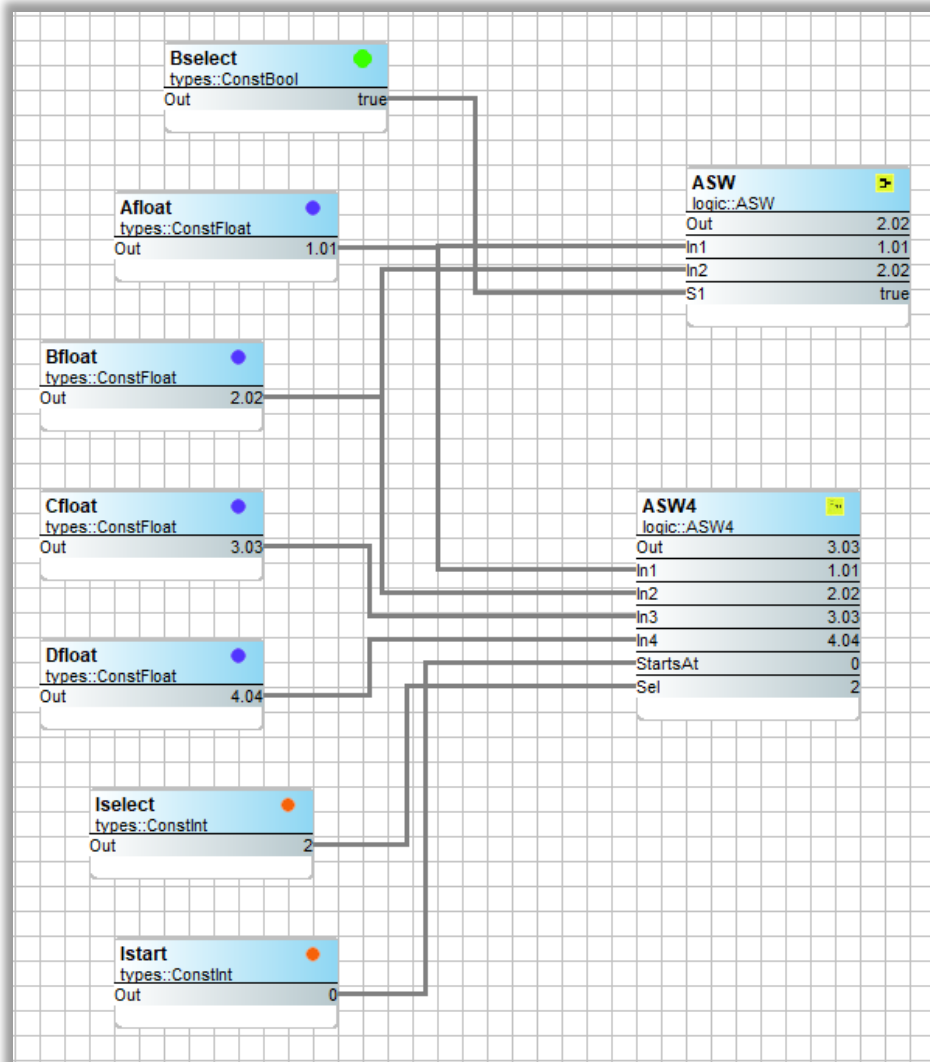 Bselect
types::ConstBool
Out true
ASW
logic::ASW
Out 2.02
In1 1.01
In2 2.02
S1 true
Afloat
types::ConstFloat
Out 1.01
Bfloat
types::ConstFloat
Out 2.02
Cfloat
types::ConstFloat
Out 3.03
ASW4
logic::ASW4
Out 3.03
In1 1.01
In2 2.02
In3 3.03
In4 4.04
StartsAt 0
Sel 2
Dfloat
types::ConstFloat
Out 4.04
Iselect
types::ConstInt
Out 2
Istart
types::ConstInt
Out 0